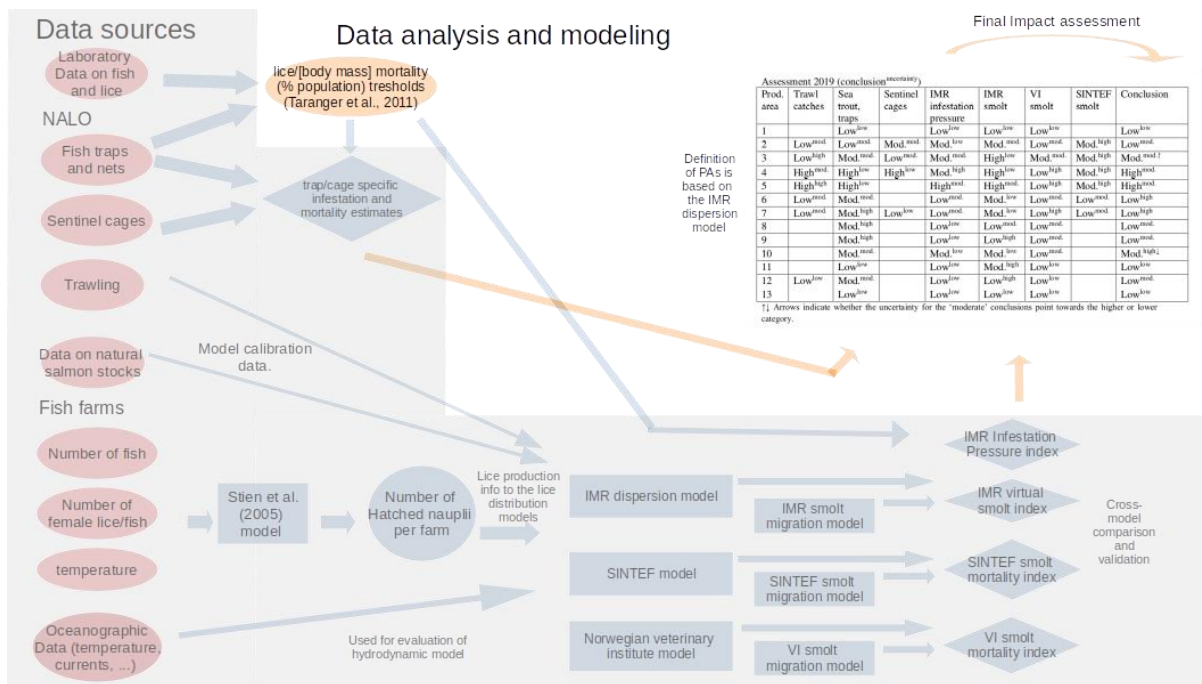 Data sources
Data analysis and modeling
Final Impact assessment
Laboratory
Data on fish
and lice
NALO
Fish traps
and nets
Sentinel cages
Trawling
Data on natural
salmon stocks
Fish farms
Number of fish
Number of
female lice/fish
temperature
Oceanographic
Data (temperature,
currents, ...)
lice/[body mass] mortality
(% population) tresholds
(Taranger et al., 2011)
trap/cage specific
infestation and
mortality estimates
Model calibration
data.
Stien et al.
(2005)
model
Number of
Hatched nauplii
per farm
Lice production
info to the lice
distribution
models
Used for evaluation of
hydrodynamic model
IMR dispersion model
IMR smolt
migration model
SINTEF model
SINTEF smolt
migration model
Norwegian veterinary
institute model
VI smolt
migration model
IMR Infestation
Pressure index
IMR virtual
smolt index
SINTEF smolt
mortality index
VI smolt
mortality index
Cross-
model
comparison
and
validation
Definition
of PAs is
based on
the IMR
dispersion
model
Assessment 2019 (conclusion^uncertainty)
Prod. area | Trawl catches | Sea trout, traps | Sentinel cages | IMR infestation pressure | IMR smolt | VI smolt | SINTEF smolt | Conclusion
1 | | Low^low | | Low^low | Low^low | Low^low | | Low^low
2 | Low^mod. | Low^mod. | Mod.^mod. | Mod.^low | Mod.^mod. | Low^mod. | Mod.^high | Low^mod.
3 | Low^high | Mod.^mod. | Low^mod. | Mod.^mod. | High^low | Mod.^mod. | Mod.^high | Mod.^mod.↑
4 | High^mod. | High^low | High^low | Mod.^high | High^mod. | Low^high | Mod.^high | High^mod.
5 | High^high | High^low | | High^mod. | High^mod. | Low^high | Mod.^high | High^mod.
6 | Low^mod. | Mod.^mod. | | Low^mod. | Mod.^low | Low^mod. | Low^mod. | Low^high
7 | Low^mod. | Mod.^high | Low^low | Low^mod. | Mod.^low | Low^high | Low^mod. | Low^high
8 | | Mod.^high | | Low^low | Low^mod. | Low^mod. | | Low^mod.
9 | | Mod.^high | | Low^low | Low^high | Low^mod. | | Low^mod.
10 | | Mod.^mod. | | Mod.^low | Mod.^low | Low^mod. | | Mod.^high↓
11 | | Low^low | | Low^low | Mod.^high | Low^low | | Low^low
12 | Low^low | Mod.^mod. | | Low^low | Low^high | Low^low | | Low^mod.
13 | | Low^low | | Low^low | Low^low | Low^low | | Low^low
↑↓ Arrows indicate whether the uncertainty for the 'moderate' conclusions point towards the higher or lower
category.